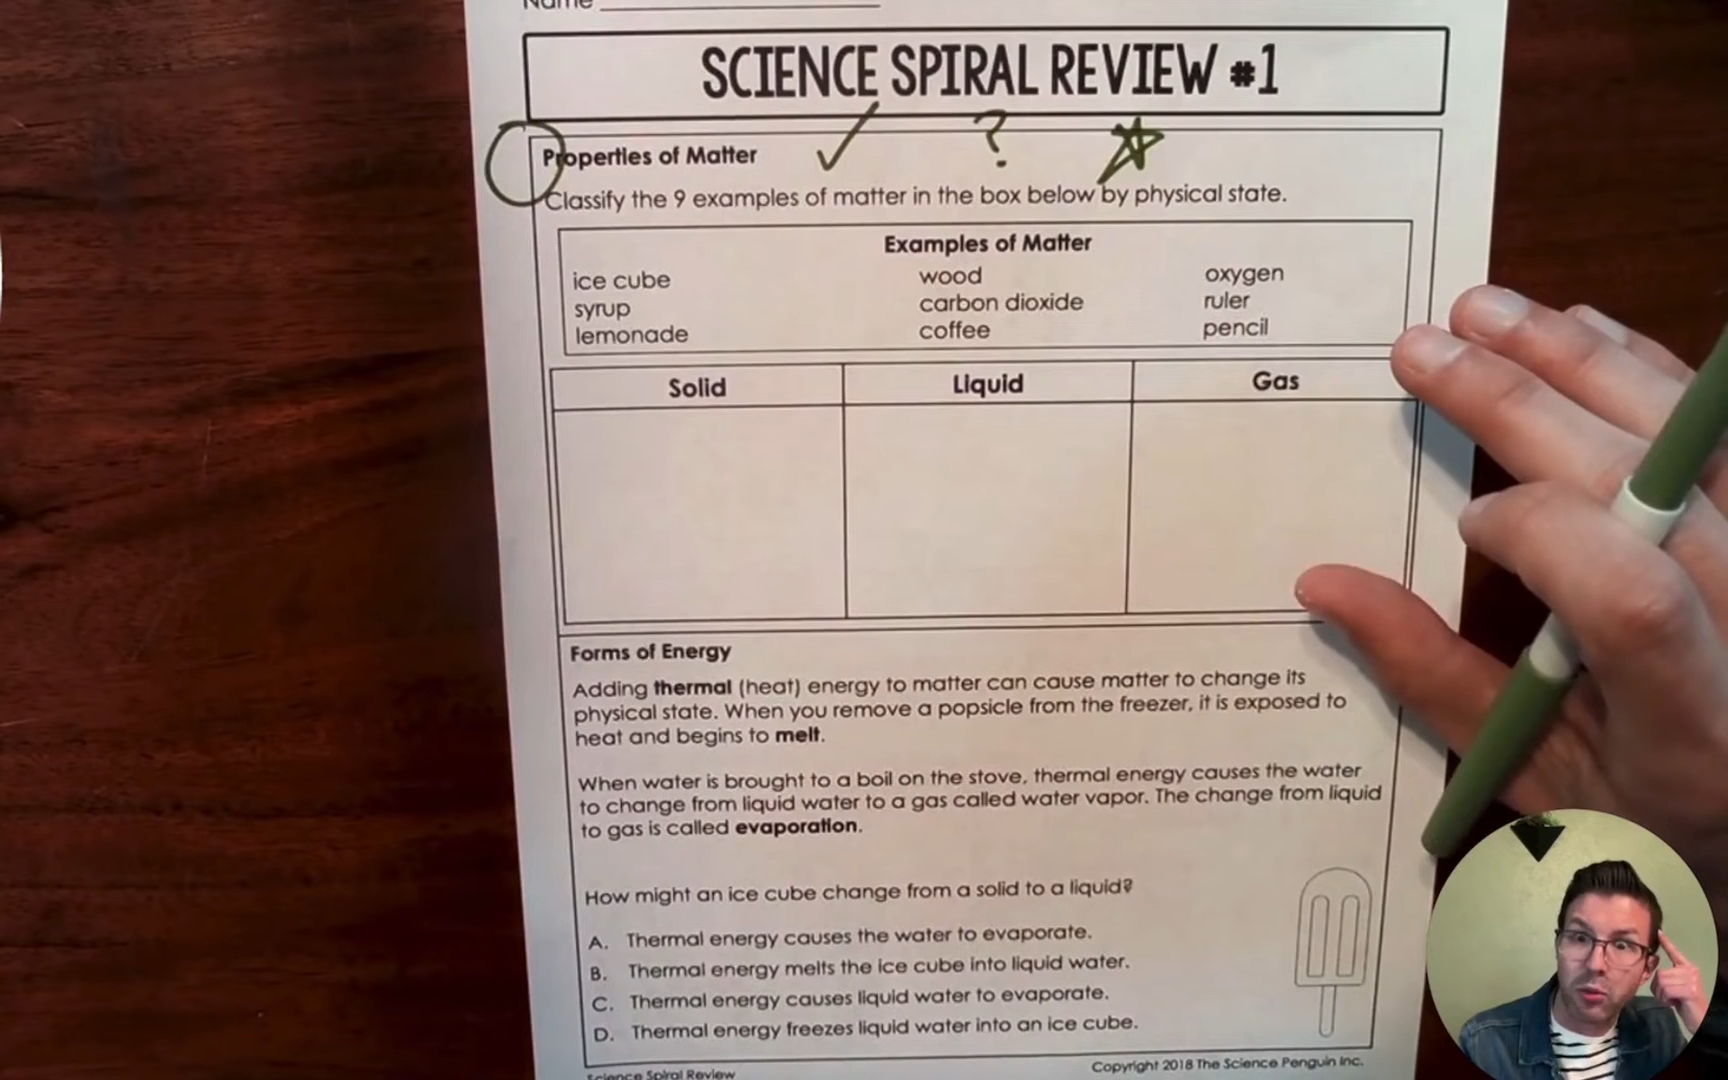 Name
SCIENCE SPIRAL REVIEW #1
✓ ? ☆
Properties of Matter
Classify the 9 examples of matter in the box below by physical state.
Examples of Matter
ice cube wood oxygen
syrup carbon dioxide ruler
lemonade coffee pencil
Solid Liquid Gas
Forms of Energy
Adding thermal (heat) energy to matter can cause matter to change its
physical state. When you remove a popsicle from the freezer, it is exposed to
heat and begins to melt.
When water is brought to a boil on the stove, thermal energy causes the water
to change from liquid water to a gas called water vapor. The change from liquid
to gas is called evaporation.
How might an ice cube change from a solid to a liquid?
A. Thermal energy causes the water to evaporate.
B. Thermal energy melts the ice cube into liquid water.
C. Thermal energy causes liquid water to evaporate.
D. Thermal energy freezes liquid water into an ice cube.
Science Spiral Review Copyright 2018 The Science Penguin Inc.